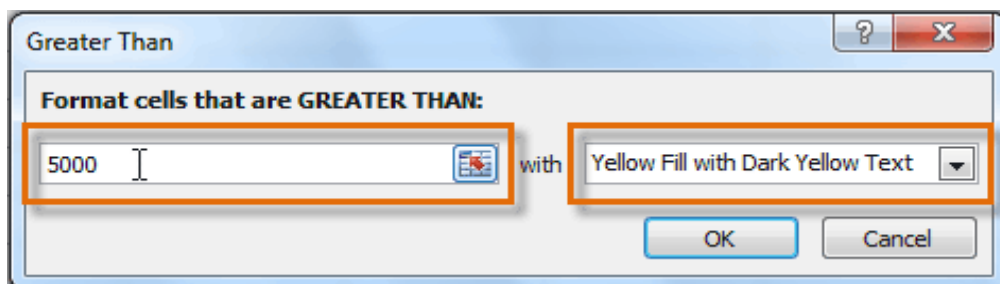 Greater Than
Format cells that are GREATER THAN:
5000 with Yellow Fill with Dark Yellow Text
OK Cancel